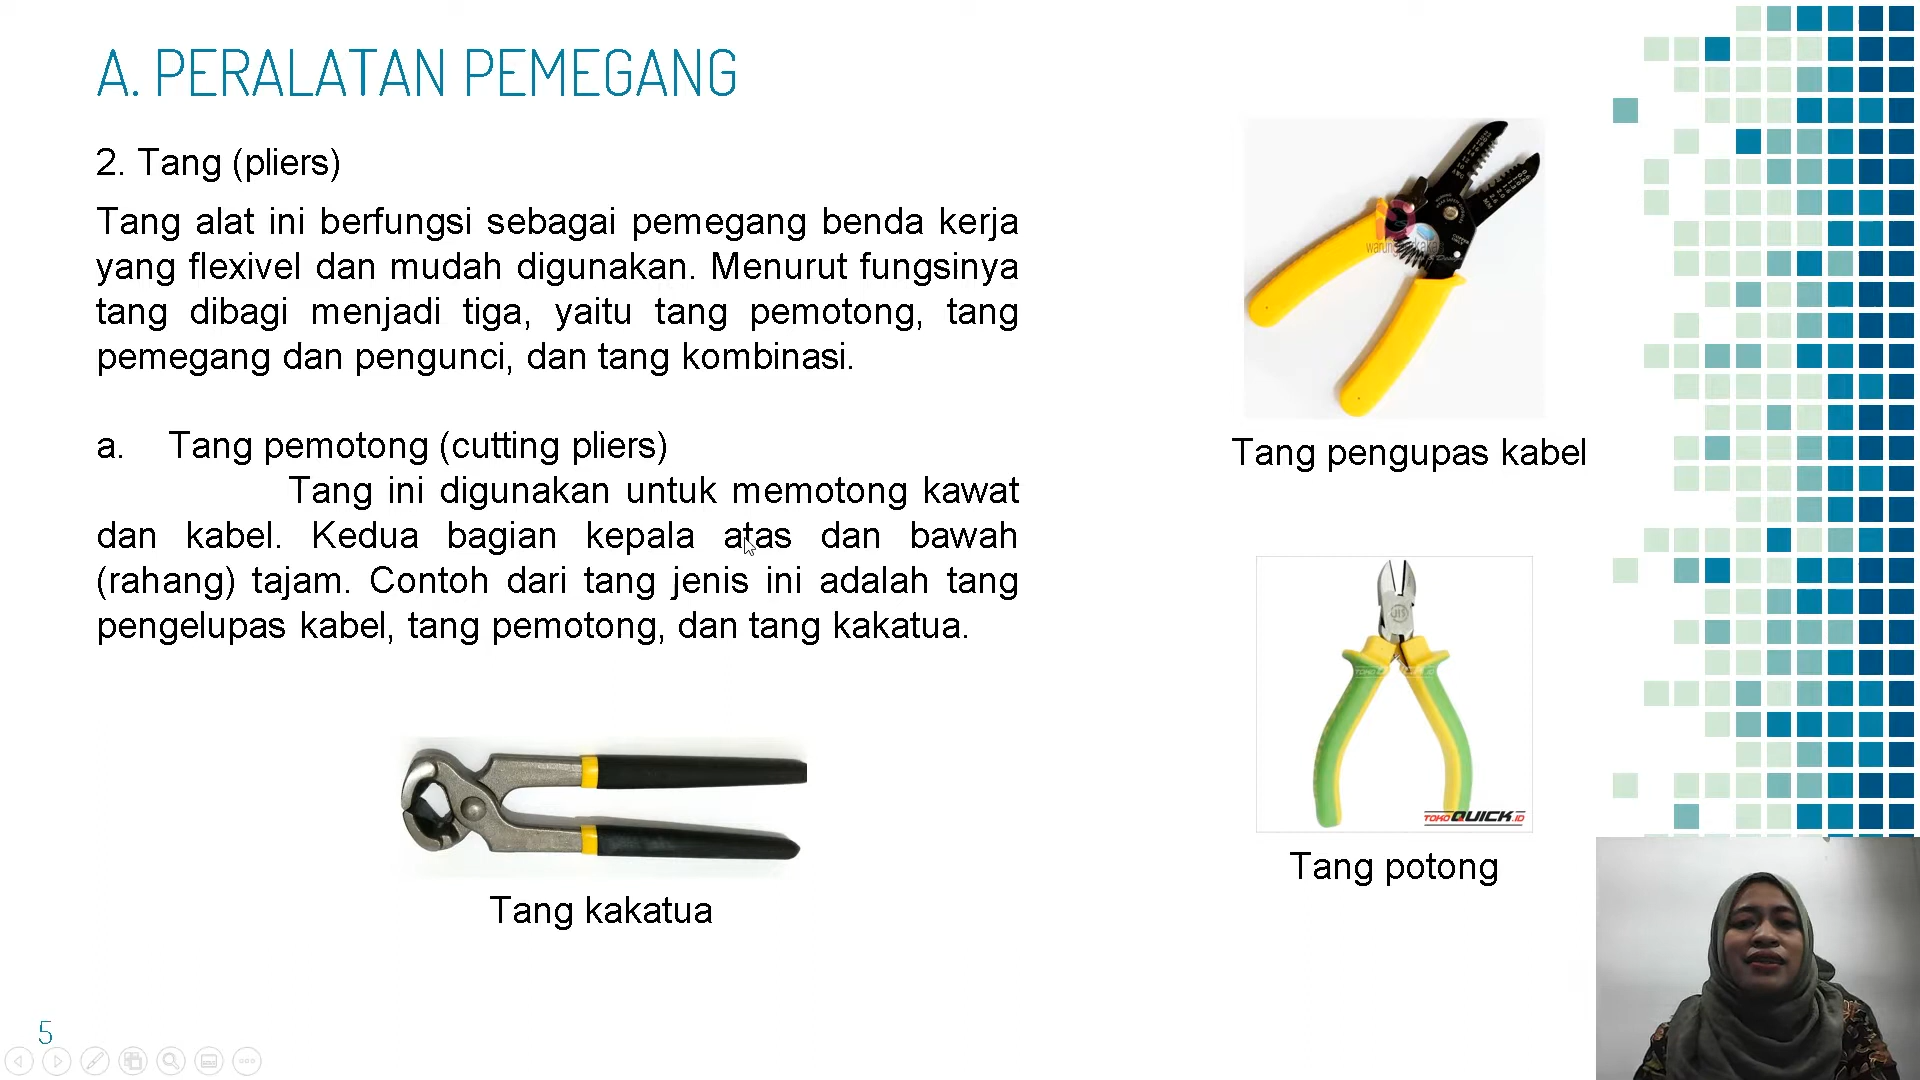 A. PERALATAN PEMEGANG
2. Tang (pliers)
Tang alat ini berfungsi sebagai pemegang benda kerja
yang flexivel dan mudah digunakan. Menurut fungsinya
tang dibagi menjadi tiga, yaitu tang pemotong, tang
pemegang dan pengunci, dan tang kombinasi.
a. Tang pemotong (cutting pliers)
Tang ini digunakan untuk memotong kawat
dan kabel. Kedua bagian kepala atas dan bawah
(rahang) tajam. Contoh dari tang jenis ini adalah tang
pengelupas kabel, tang pemotong, dan tang kakatua.
Tang kakatua
Tang pengupas kabel
TOKOQUICK.ID
Tang potong
5